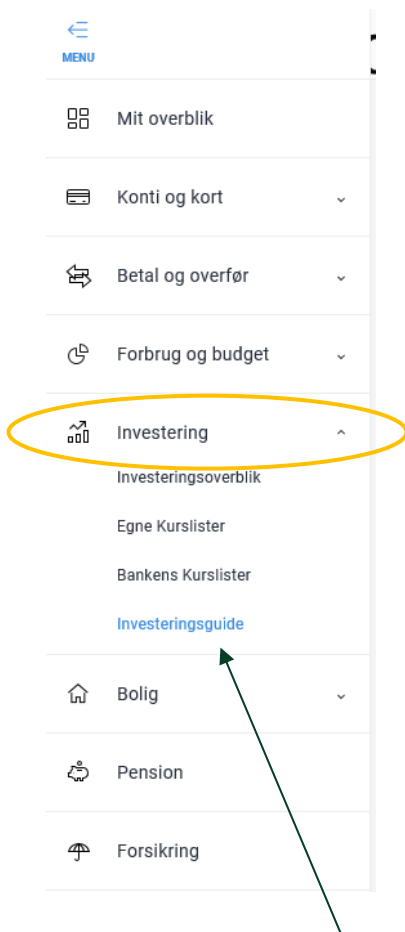 MENU
Mit overblik
Konti og kort
Betal og overfør
Forbrug og budget
Investering
Investeringsoverblik
Egne Kurslister
Bankens Kurslister
Investeringsguide
Bolig
Pension
Forsikring